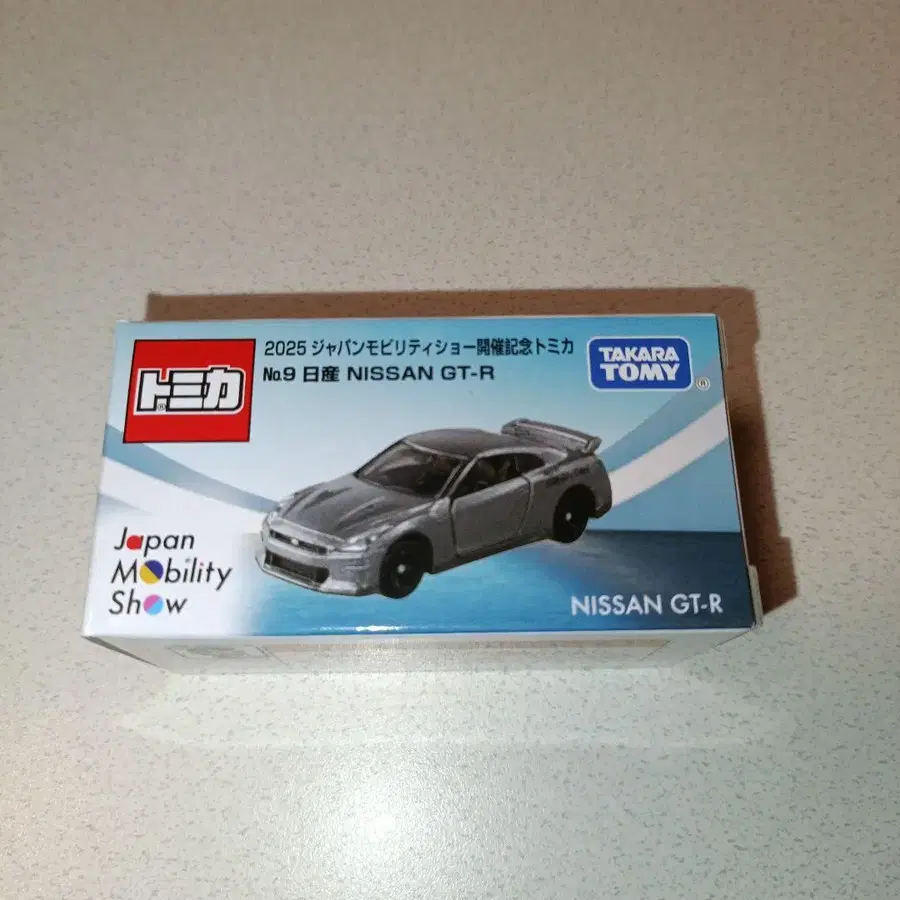 トミカ
®
2025 ジャパンモビリティショー開催記念トミカ
№9 日産 NISSAN GT-R
TAKARA
TOMY
®
Japan
Mobility
Show
NISSAN GT-R